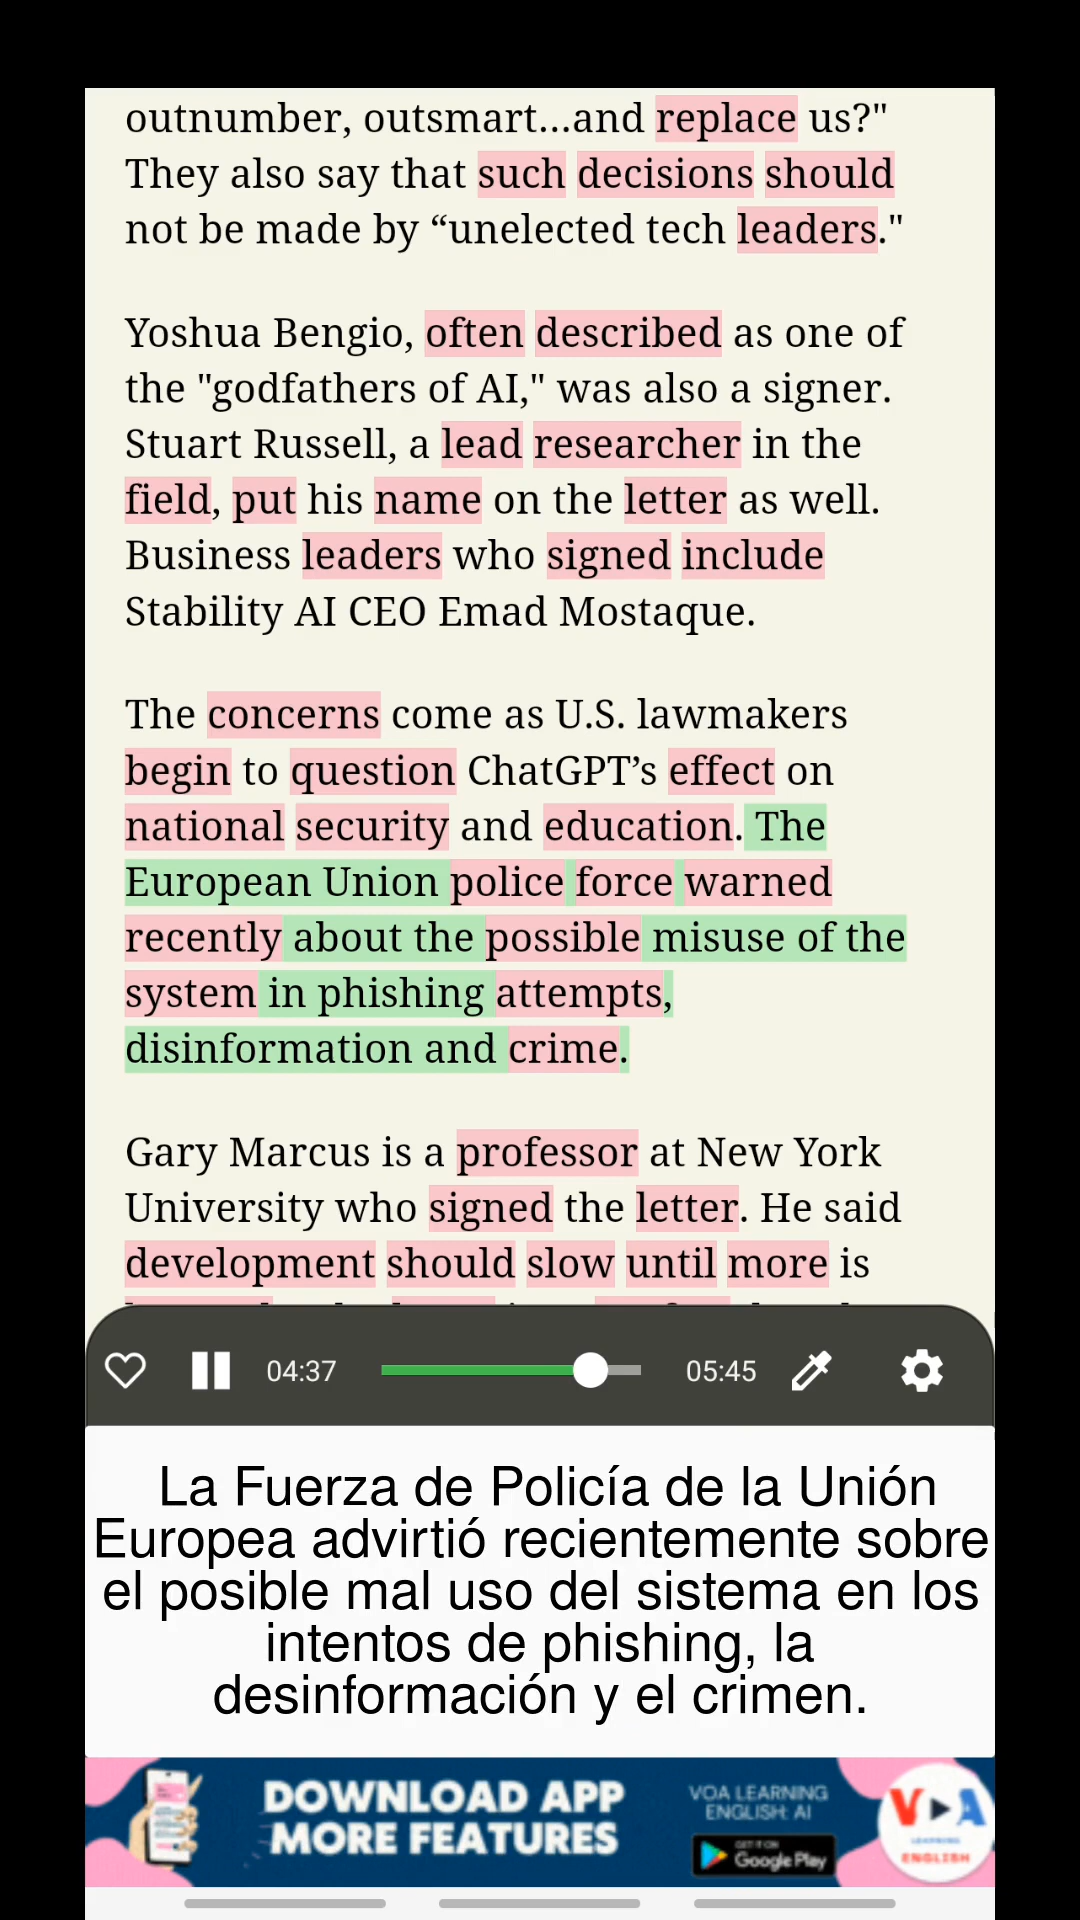 outnumber, outsmart…and replace us?"
They also say that such decisions should
not be made by “unelected tech leaders."
Yoshua Bengio, often described as one of
the "godfathers of AI," was also a signer.
Stuart Russell, a lead researcher in the
field, put his name on the letter as well.
Business leaders who signed include
Stability AI CEO Emad Mostaque.
The concerns come as U.S. lawmakers
begin to question ChatGPT’s effect on
national security and education. The
European Union police force warned
recently about the possible misuse of the
system in phishing attempts,
disinformation and crime.
Gary Marcus is a professor at New York
University who signed the letter. He said
development should slow until more is
04:37
05:45
La Fuerza de Policía de la Unión
Europea advirtió recientemente sobre
el posible mal uso del sistema en los
intentos de phishing, la
desinformación y el crimen.
DOWNLOAD APP
MORE FEATURES
VOA LEARNING
ENGLISH: AI
GET IT ON
Google Play
VOA
LEARNING
ENGLISH